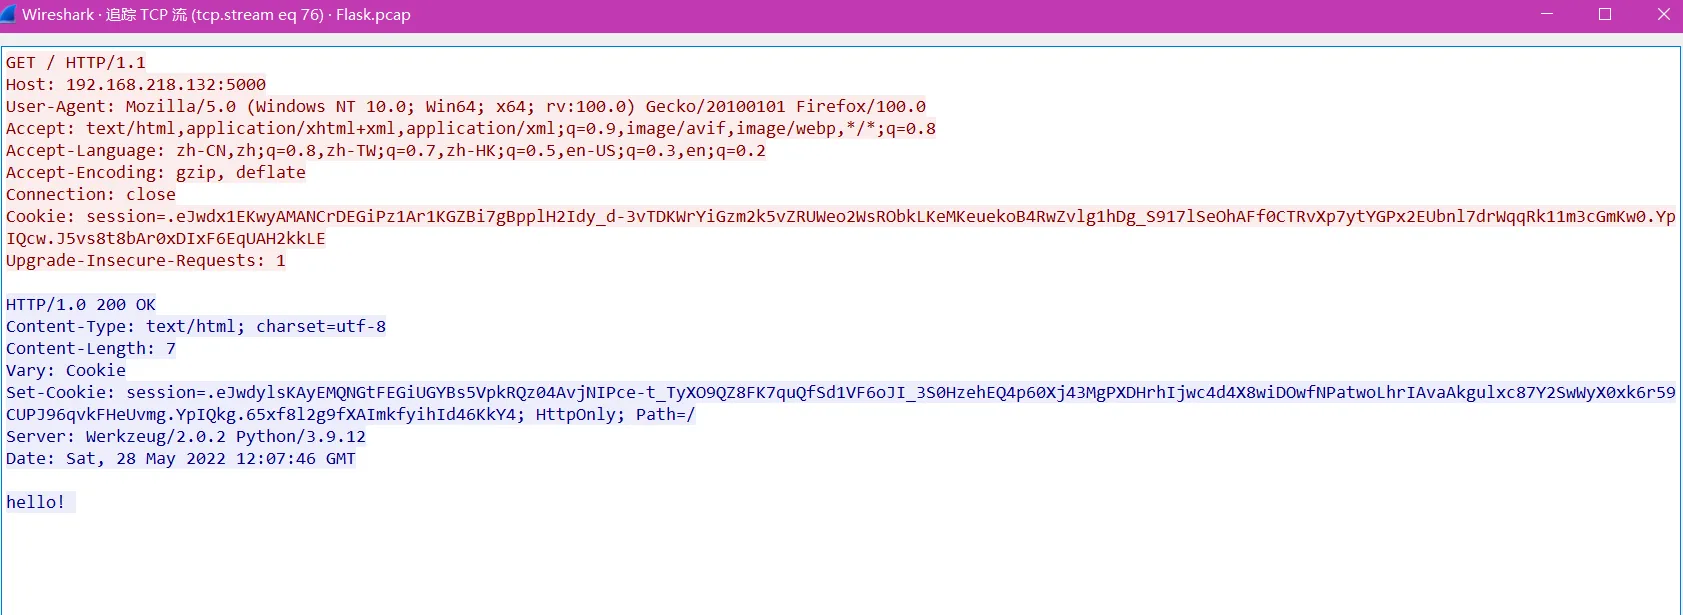 Wireshark · 追踪 TCP 流 (tcp.stream eq 76) · Flask.pcap
GET / HTTP/1.1
Host: 192.168.218.132:5000
User-Agent: Mozilla/5.0 (Windows NT 10.0; Win64; x64; rv:100.0) Gecko/20100101 Firefox/100.0
Accept: text/html,application/xhtml+xml,application/xml;q=0.9,image/avif,image/webp,*/*;q=0.8
Accept-Language: zh-CN,zh;q=0.8,zh-TW;q=0.7,zh-HK;q=0.5,en-US;q=0.3,en;q=0.2
Accept-Encoding: gzip, deflate
Connection: close
Cookie: session=.eJwdx1EKwyAMANCrDEGiPz1Ar1KGZBi7gBpplH2Idy_d-3vTDKWrYiGzm2k5vZRUWeo2WsRObkLKeMKeuekoB4RwZvlg1hDg_S917lSeOhAFf0CTRvXp7ytYGPx2EUbnl7drWqqRk11m3cGmKw0.Yp
IQcw.J5vs8t8bAr0xDIxF6EqUAH2kkLE
Upgrade-Insecure-Requests: 1
HTTP/1.0 200 OK
Content-Type: text/html; charset=utf-8
Content-Length: 7
Vary: Cookie
Set-Cookie: session=.eJwdylsKAyEMQNGtFEGiUGYBs5VpkRQz04AvjNIPce-t_TyXO9QZ8FK7quQfSd1VF6oJI_3S0HzehEQ4p60Xj43MgPXDHrhIjwc4d4X8wiDOwfNPatwoLhrIAvaAkgulxc87Y2SwWyX0xk6r59
CUPJ96qvkFHeUvmg.YpIQkg.65xf8l2g9fXAImkfyihId46KkY4; HttpOnly; Path=/
Server: Werkzeug/2.0.2 Python/3.9.12
Date: Sat, 28 May 2022 12:07:46 GMT
hello!